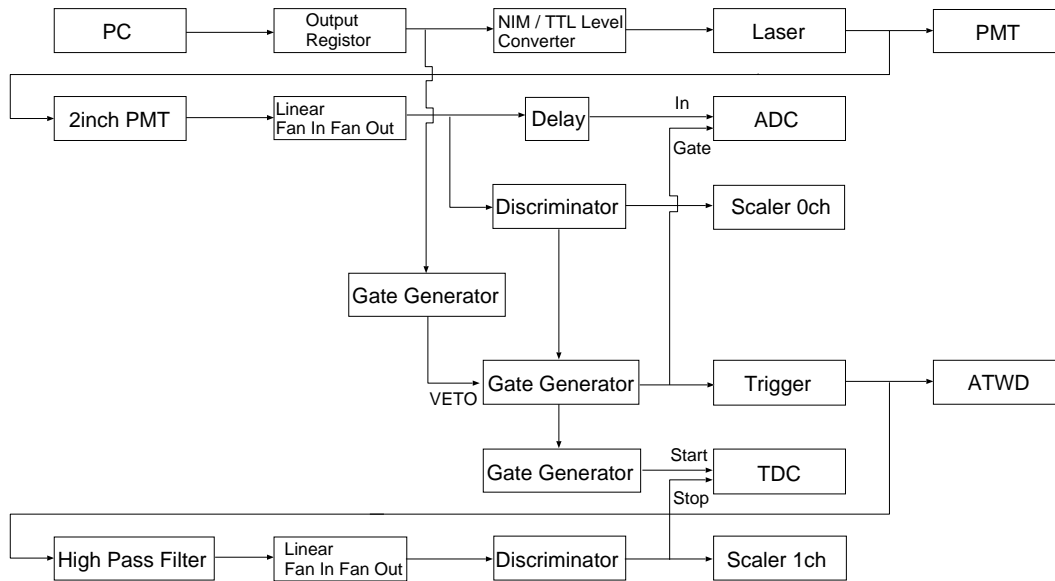 PC
Output
Registor
NIM / TTL Level
Converter
Laser
PMT
2inch PMT
Linear
Fan In Fan Out
Delay
In
ADC
Gate
Discriminator
Scaler 0ch
Gate Generator
VETO
Gate Generator
Trigger
ATWD
Gate Generator
Start
TDC
Stop
High Pass Filter
Linear
Fan In Fan Out
Discriminator
Scaler 1ch